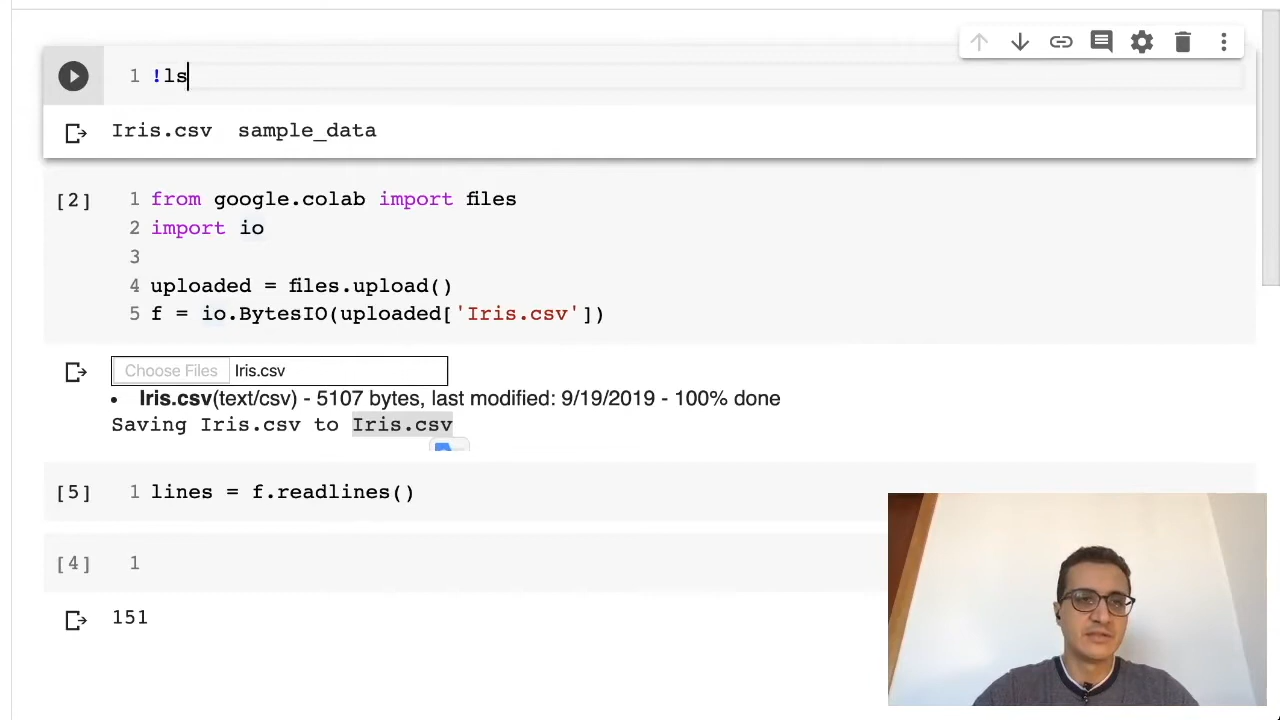 1 !ls
Iris.csv  sample_data
[2] 1 from google.colab import files
2 import io
3
4 uploaded = files.upload()
5 f = io.BytesIO(uploaded['Iris.csv'])
Choose Files Iris.csv
• Iris.csv(text/csv) - 5107 bytes, last modified: 9/19/2019 - 100% done
Saving Iris.csv to Iris.csv
[5] 1 lines = f.readlines()
[4] 1
151